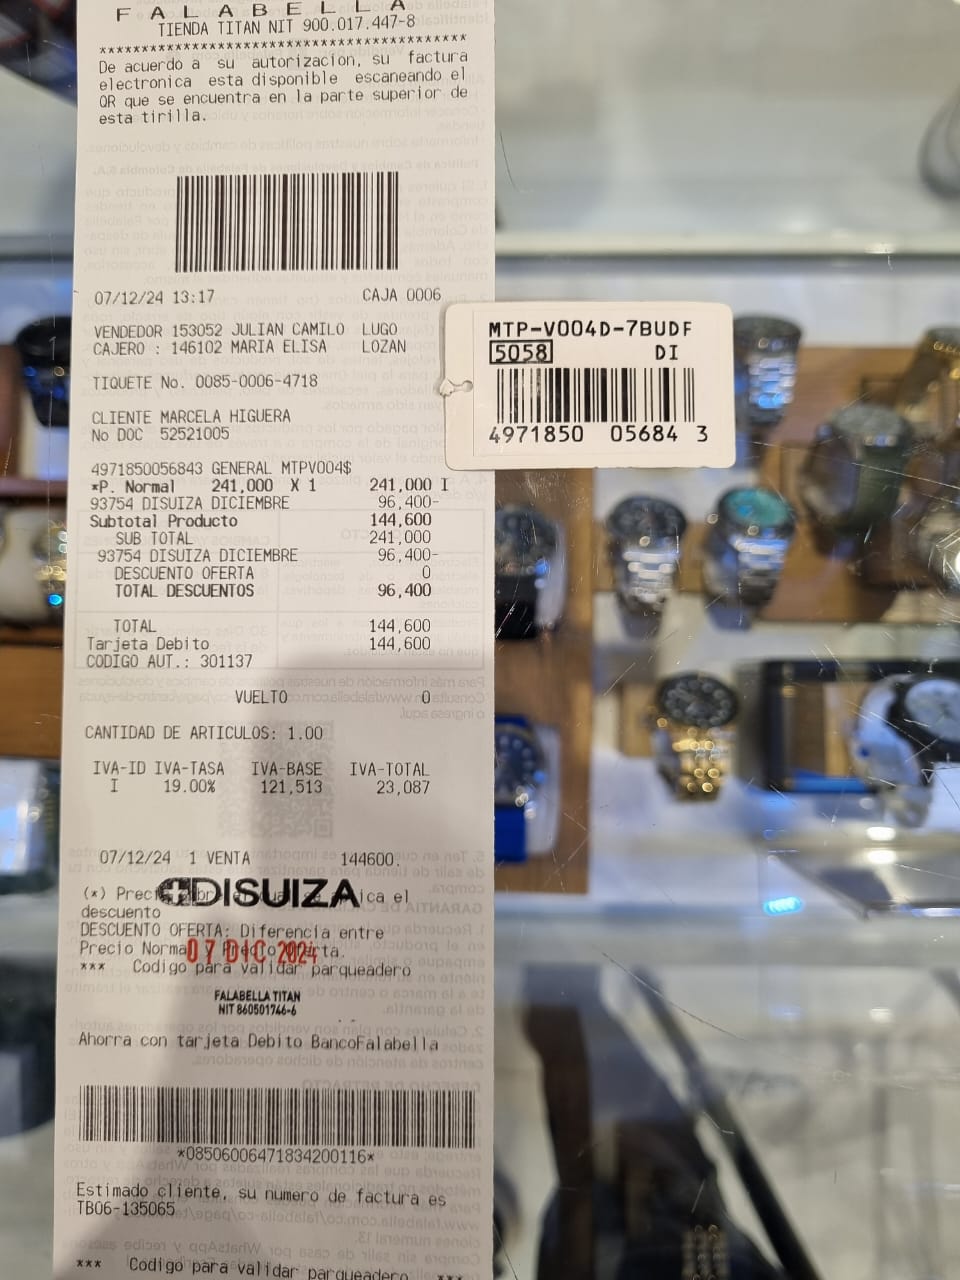 FALABELLA
TIENDA TITAN NIT 900.017.447-8
****************************************
De acuerdo a su autorización, su factura
electronica esta disponible escaneando el
QR que se encuentra en la parte superior de
esta tirilla.
07/12/24 13:17 CAJA 0006
VENDEDOR 153052 JULIAN CAMILO LUGO
CAJERO : 146102 MARIA ELISA LOZAN
TIQUETE No. 0085-0006-4718
CLIENTE MARCELA HIGUERA
No DOC 52521005
4971850056843 GENERAL MTPV004$
*P. Normal 241,000 X 1 241,000 I
93754 DISUIZA DICIEMBRE 96,400-
Subtotal Producto 144,600
SUB TOTAL 241,000
93754 DISUIZA DICIEMBRE 96,400-
DESCUENTO OFERTA 0
TOTAL DESCUENTOS 96,400
TOTAL 144,600
Tarjeta Debito 144,600
CODIGO AUT.: 301137
VUELTO 0
CANTIDAD DE ARTICULOS: 1.00
IVA-ID IVA-TASA IVA-BASE IVA-TOTAL
I 19.00% 121,513 23,087
07/12/24 1 VENTA 144600.
DISUIZA
(*) ica el
descuento
DESCUENTO OFERTA: Diferencia entre
Precio Norma
07 DIC 2024
*** Codigo para validar parqueadero
FALABELLA TITAN
NIT 860501746-6
Ahorra con tarjeta Debito BancoFalabella
*08506006471834200116*
Estimado cliente, su numero de factura es
TB06-135065
*** Codigo para validar parqueadero ***
MTP-V004D-7BUDF
5058 DI
4971850 05684 3